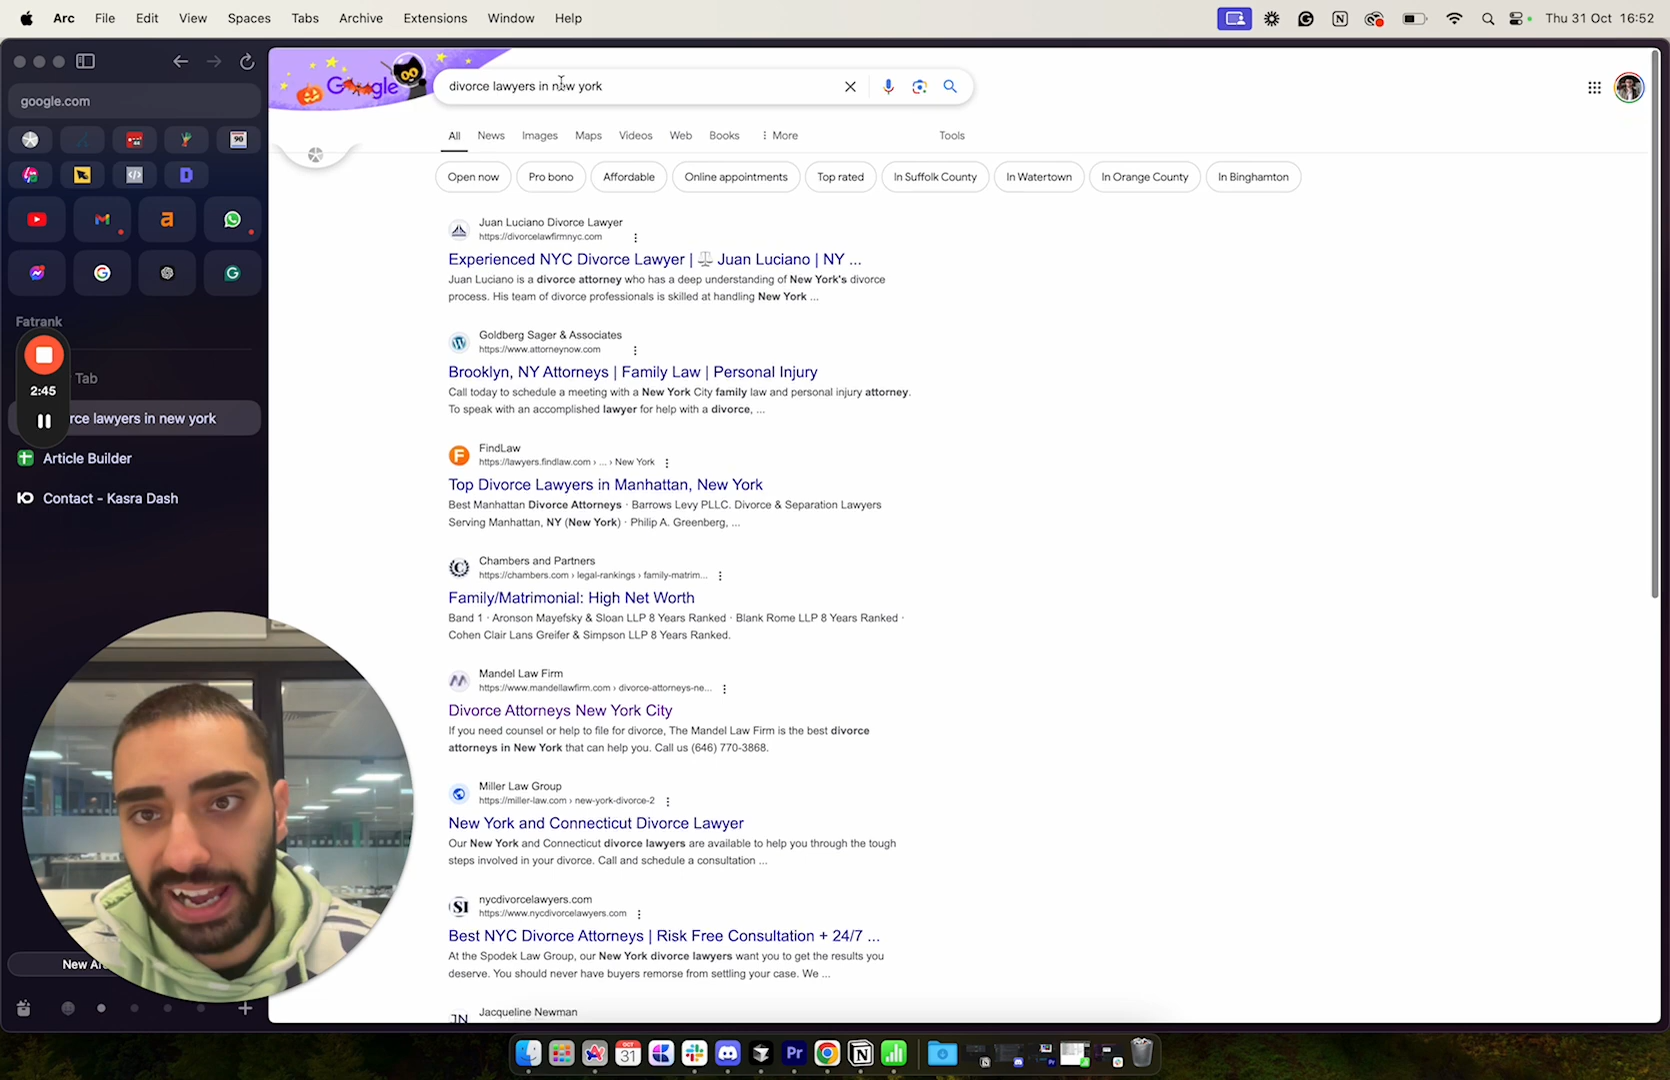 Arc File Edit View Spaces Tabs Archive Extensions Window Help
Thu 31 Oct 16:52
google.com
90
Fatrank
Tab
2:45
rce lawyers in new york
Article Builder
Contact - Kasra Dash
New Ar
Google
divorce lawyers in new york
All News Images Maps Videos Web Books More Tools
Open now Pro bono Affordable Online appointments Top rated In Suffolk County In Watertown In Orange County In Binghamton
Juan Luciano Divorce Lawyer
https://divorcelawfirmnyc.com
Experienced NYC Divorce Lawyer | ⚖️ Juan Luciano | NY ...
Juan Luciano is a divorce attorney who has a deep understanding of New York's divorce
process. His team of divorce professionals is skilled at handling New York ...
Goldberg Sager & Associates
https://www.attorneynow.com
Brooklyn, NY Attorneys | Family Law | Personal Injury
Call today to schedule a meeting with a New York City family law and personal injury attorney.
To speak with an accomplished lawyer for help with a divorce, ...
FindLaw
https://lawyers.findlaw.com › ... › New York
Top Divorce Lawyers in Manhattan, New York
Best Manhattan Divorce Attorneys · Barrows Levy PLLC. Divorce & Separation Lawyers
Serving Manhattan, NY (New York) · Philip A. Greenberg, ...
Chambers and Partners
https://chambers.com › legal-rankings › family-matrim...
Family/Matrimonial: High Net Worth
Band 1 · Aronson Mayefsky & Sloan LLP 8 Years Ranked · Blank Rome LLP 8 Years Ranked ·
Cohen Clair Lans Greifer & Simpson LLP 8 Years Ranked.
Mandel Law Firm
https://www.mandellawfirm.com › divorce-attorneys-ne...
Divorce Attorneys New York City
If you need counsel or help to file for divorce, The Mandel Law Firm is the best divorce
attorneys in New York that can help you. Call us (646) 770-3868.
Miller Law Group
https://miller-law.com › new-york-divorce-2
New York and Connecticut Divorce Lawyer
Our New York and Connecticut divorce lawyers are available to help you through the tough
steps involved in your divorce. Call and schedule a consultation ...
SI
nycdivorcelawyers.com
https://www.nycdivorcelawyers.com
Best NYC Divorce Attorneys | Risk Free Consultation + 24/7 ...
At the Spodek Law Group, our New York divorce lawyers want you to get the results you
deserve. You should never have buyers remorse from settling your case. We ...
JN
Jacqueline Newman
OCT
31
Pr